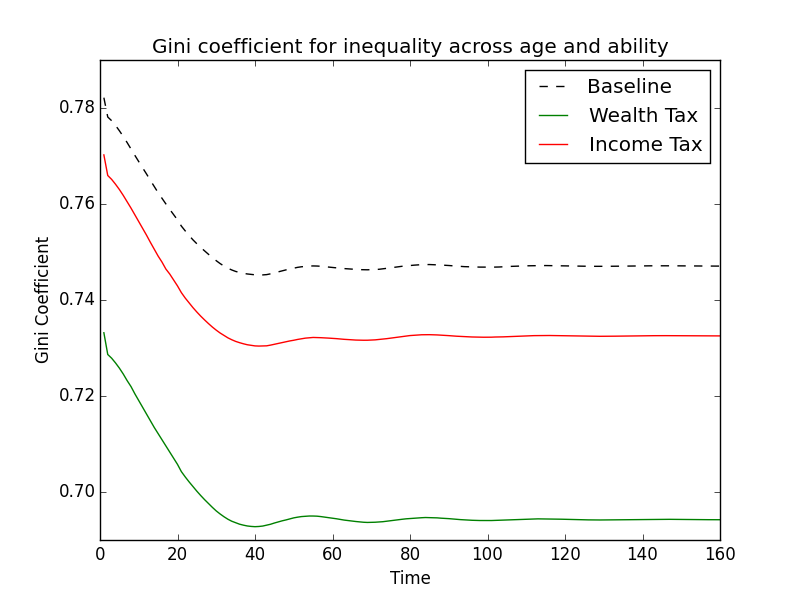 Gini coefficient for inequality across age and ability
Baseline
Wealth Tax
Income Tax
0.78
0.76
0.74
0.72
0.70
Gini Coefficient
0 20 40 60 80 100 120 140 160
Time